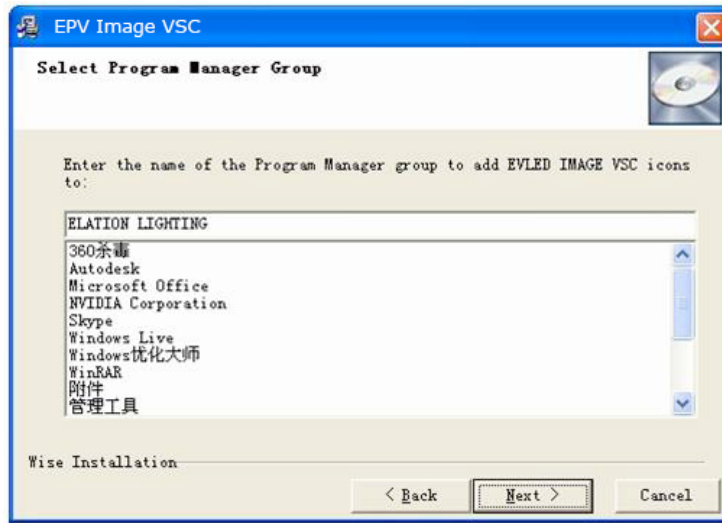 EPV Image VSC
Select Program Manager Group
Enter the name of the Program Manager group to add EVLED IMAGE VSC icons
to:
ELATION LIGHTING
360杀毒
Autodesk
Microsoft Office
NVIDIA Corporation
Skype
Windows Live
Windows优化大师
WinRAR
附件
管理工具
Wise Installation
< Back
Next >
Cancel